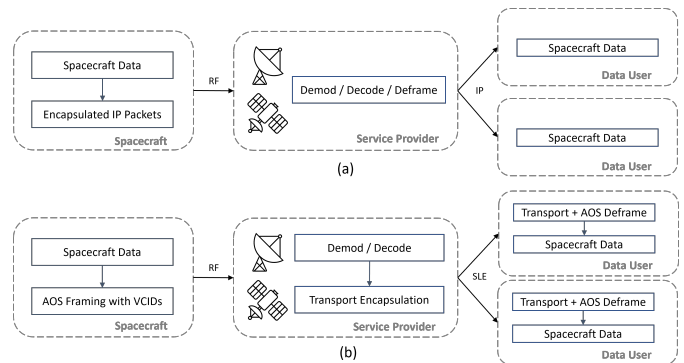 Spacecraft Data
Encapsulated IP Packets
Spacecraft
RF
Demod / Decode / Deframe
Service Provider
IP
Spacecraft Data
Data User
Spacecraft Data
Data User
(a)
Spacecraft Data
AOS Framing with VCIDs
Spacecraft
RF
Demod / Decode
Transport Encapsulation
Service Provider
SLE
Transport + AOS Deframe
Spacecraft Data
Data User
Transport + AOS Deframe
Spacecraft Data
Data User
(b)